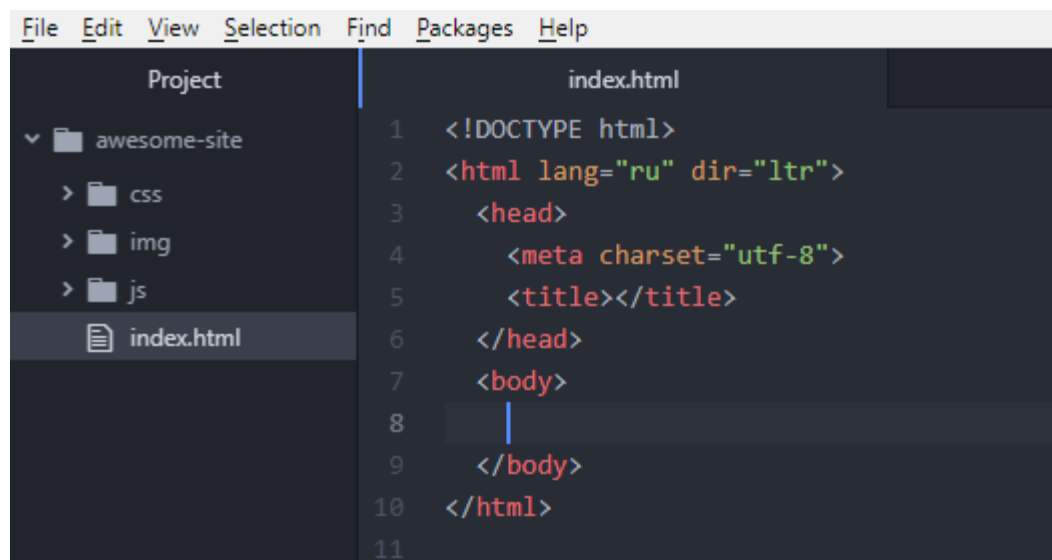 File Edit View Selection Find Packages Help
Project
awesome-site
css
img
js
index.html
index.html
1 <!DOCTYPE html>
2 <html lang="ru" dir="ltr">
3 <head>
4 <meta charset="utf-8">
5 <title></title>
6 </head>
7 <body>
8
9 </body>
10 </html>
11